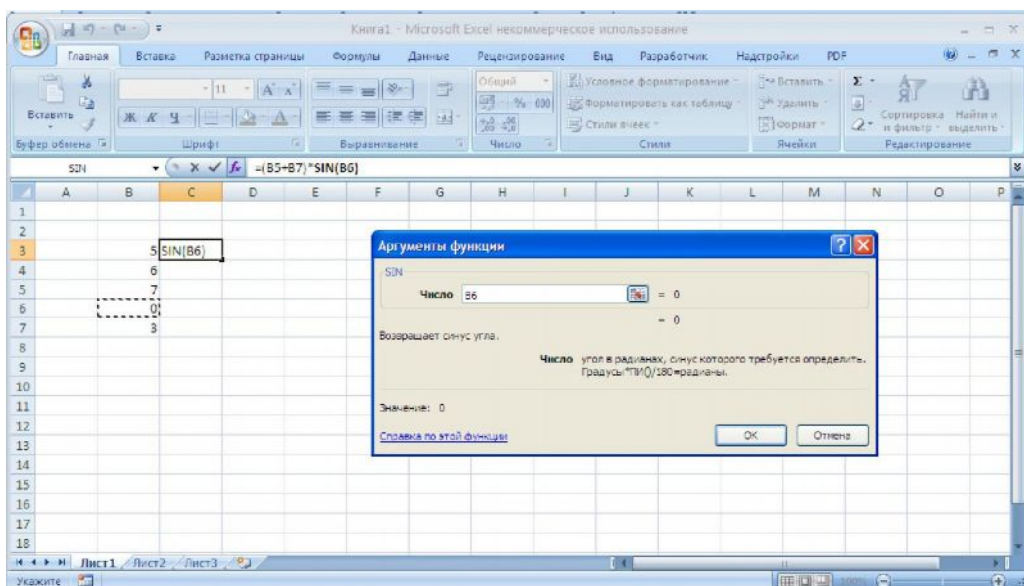 Книга1 - Microsoft Excel некоммерческое использование
Главная Вставка Разметка страницы Формулы Данные Рецензирование Вид Разработчик Надстройки PDF
Вставить
Ж К Ч
11 А А
Общий
% 000
Условное форматирование
Форматировать как таблицу
Стили ячеек
Вставить
Удалить
Формат
Σ
Сортировка и фильтр
Найти и выделить
Буфер обмена Шрифт Выравнивание Число Стили Ячейки Редактирование
SIN fx =(B5+B7)*SIN(B6)
A B C D E F G H I J K L M N O P
1
2
3 5 SIN(B6)
4 6
5 7
6 0
7 3
8
9
10
11
12
13
14
15
16
17
18
Аргументы функции
SIN
Число B6 = 0
= 0
Возвращает синус угла.
Число угол в радианах, синус которого требуется определить.
Градусы*ПИ()/180=радианы.
Значение: 0
Справка по этой функции
ОК Отмена
Лист1 Лист2 Лист3
Укажите 100%